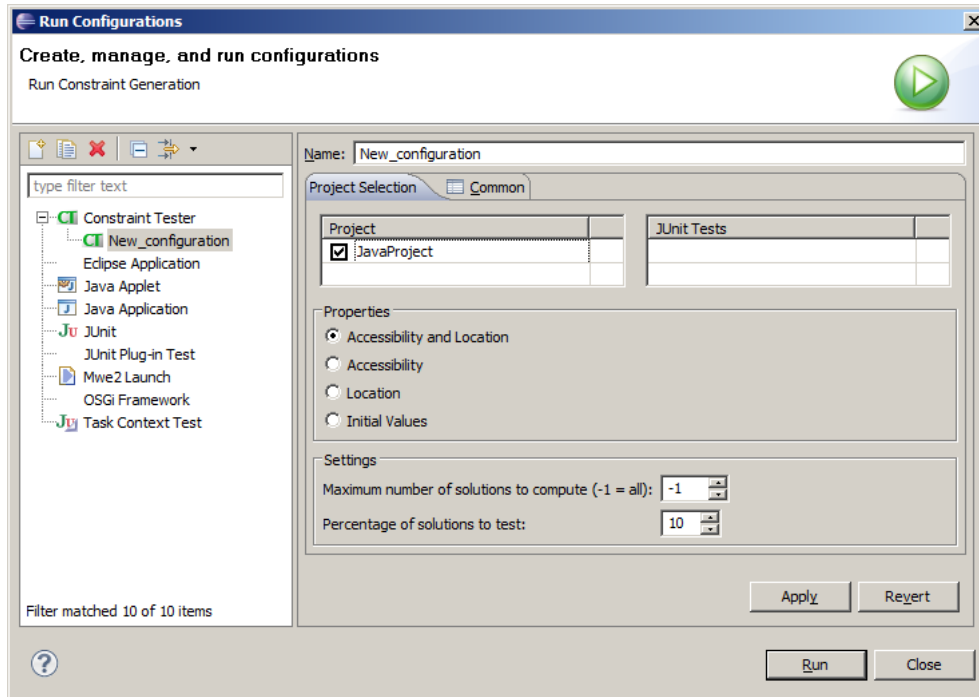 Run Configurations
Create, manage, and run configurations
Run Constraint Generation
type filter text
CT Constraint Tester
CT New_configuration
Eclipse Application
Java Applet
J Java Application
JU JUnit
JUnit Plug-in Test
Mwe2 Launch
OSGi Framework
JU Task Context Test
Filter matched 10 of 10 items
Name: New_configuration
Project Selection
Common
Project
JavaProject
JUnit Tests
Properties
Accessibility and Location
Accessibility
Location
Initial Values
Settings
Maximum number of solutions to compute (-1 = all): -1
Percentage of solutions to test: 10
Apply
Revert
?
Run
Close